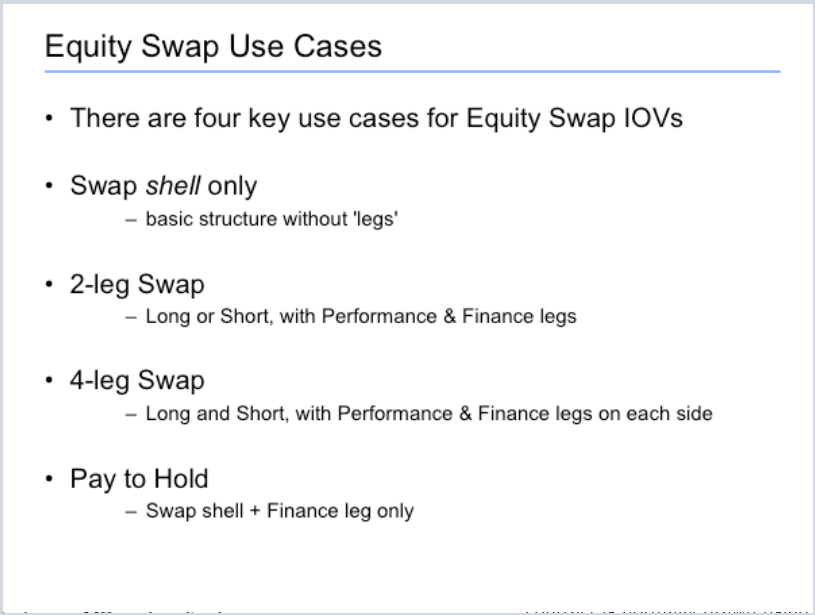 Equity Swap Use Cases
• There are four key use cases for Equity Swap IOVs
• Swap shell only
– basic structure without 'legs'
• 2-leg Swap
– Long or Short, with Performance & Finance legs
• 4-leg Swap
– Long and Short, with Performance & Finance legs on each side
• Pay to Hold
– Swap shell + Finance leg only